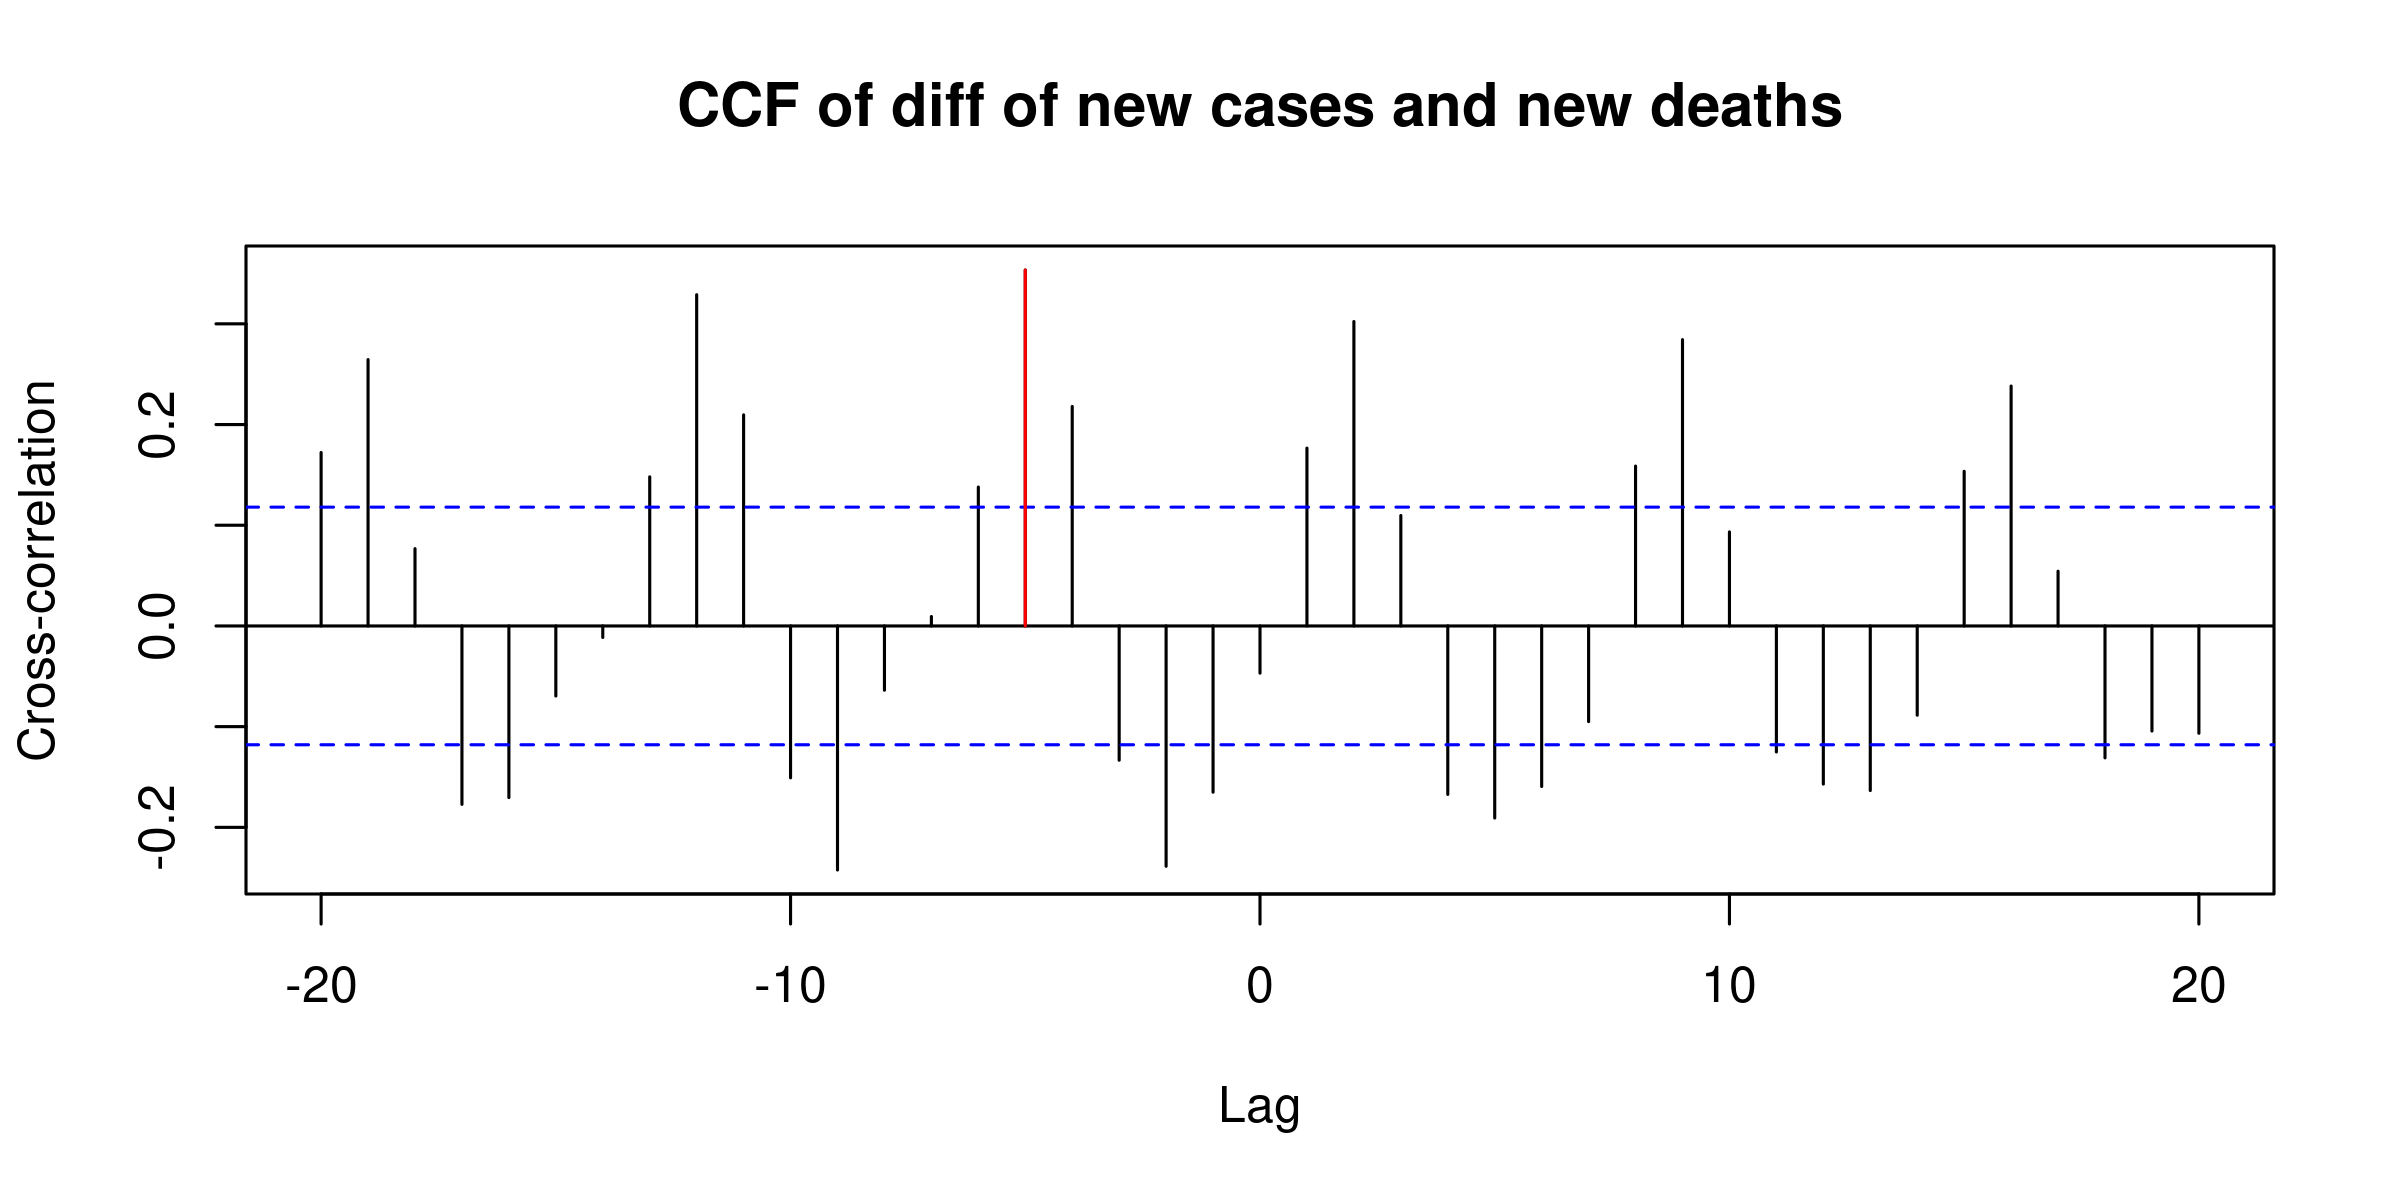 CCF of diff of new cases and new deaths
Cross-correlation
0.2
0.0
-0.2
-20 -10 0 10 20
Lag